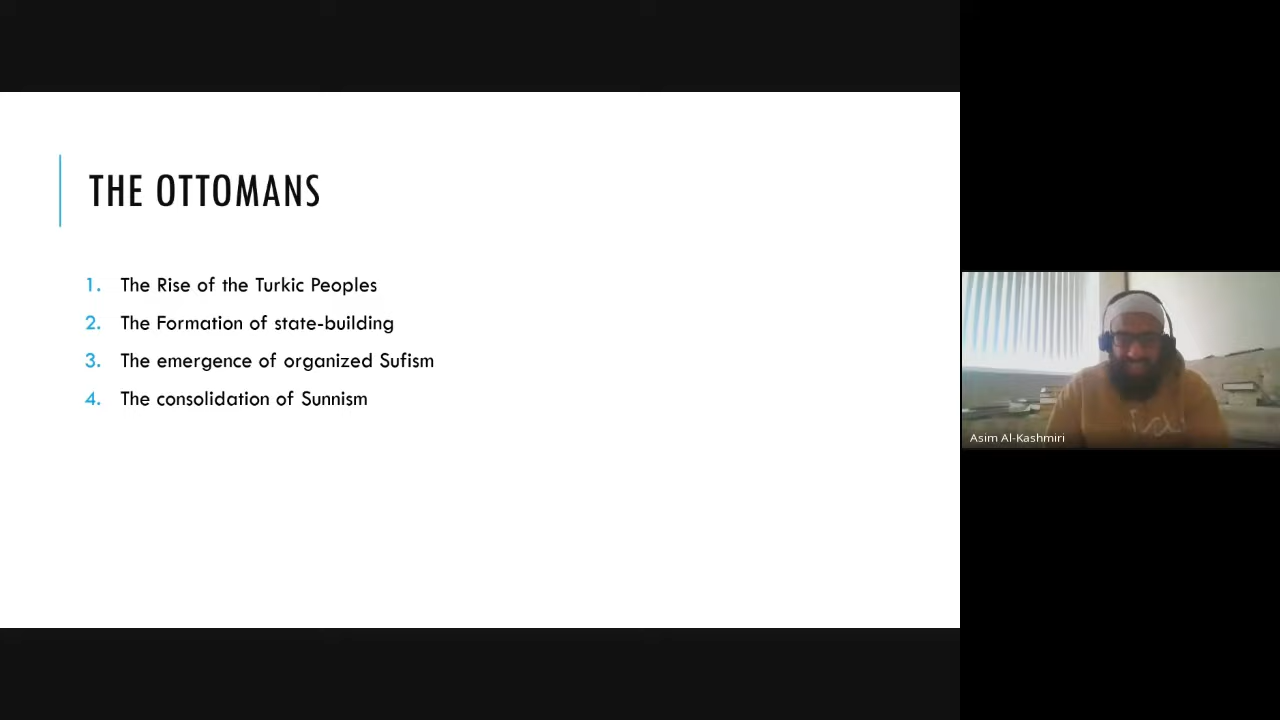 THE OTTOMANS
1. The Rise of the Turkic Peoples
2. The Formation of state-building
3. The emergence of organized Sufism
4. The consolidation of Sunnism
Asim Al-Kashmiri